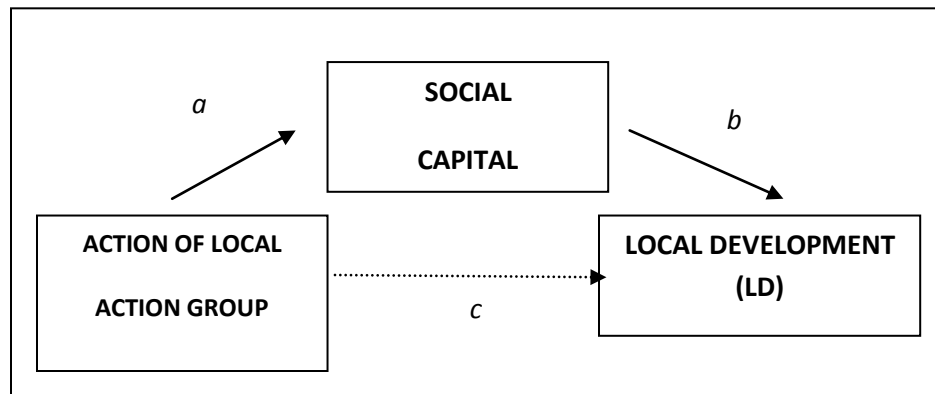 SOCIAL
CAPITAL
a
b
ACTION OF LOCAL
ACTION GROUP
LOCAL DEVELOPMENT
(LD)
c